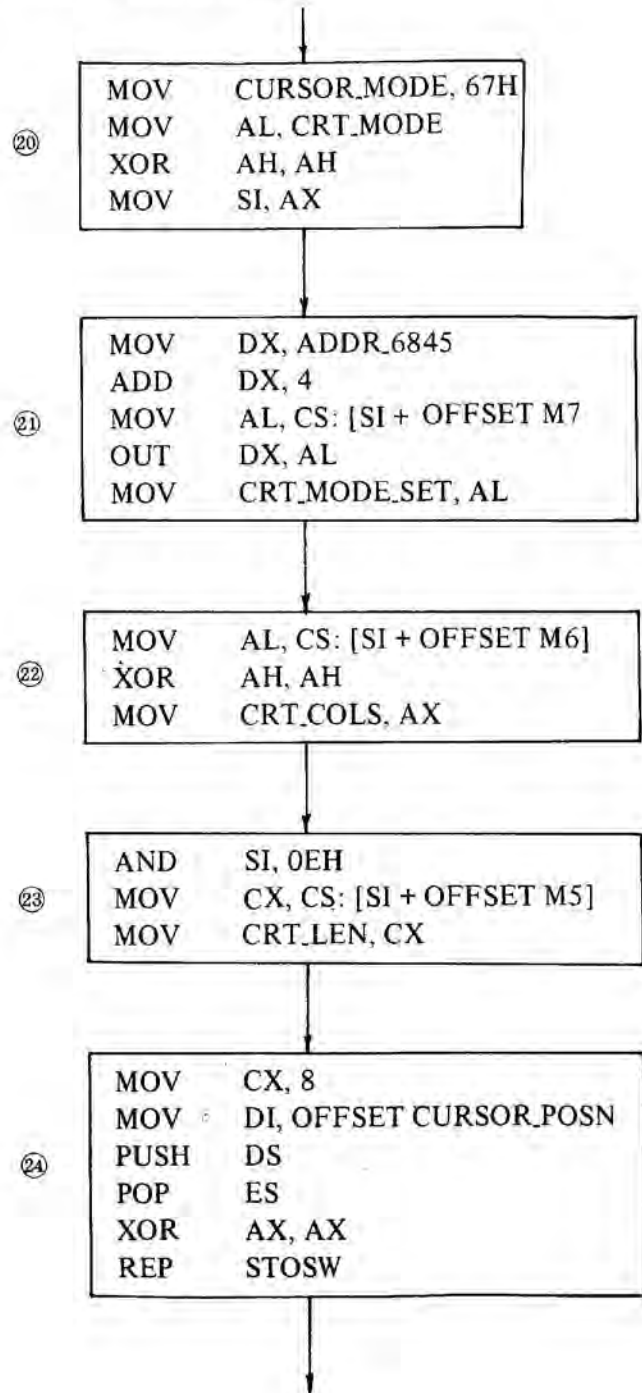 ⑳
MOV CURSOR_MODE, 67H
MOV AL, CRT_MODE
XOR AH, AH
MOV SI, AX
㉑
MOV DX, ADDR_6845
ADD DX, 4
MOV AL, CS: [SI + OFFSET M7
OUT DX, AL
MOV CRT_MODE_SET, AL
㉒
MOV AL, CS: [SI + OFFSET M6]
XOR AH, AH
MOV CRT_COLS, AX
㉓
AND SI, 0EH
MOV CX, CS: [SI + OFFSET M5]
MOV CRT_LEN, CX
㉔
MOV CX, 8
MOV DI, OFFSET CURSOR_POSN
PUSH DS
POP ES
XOR AX, AX
REP STOSW